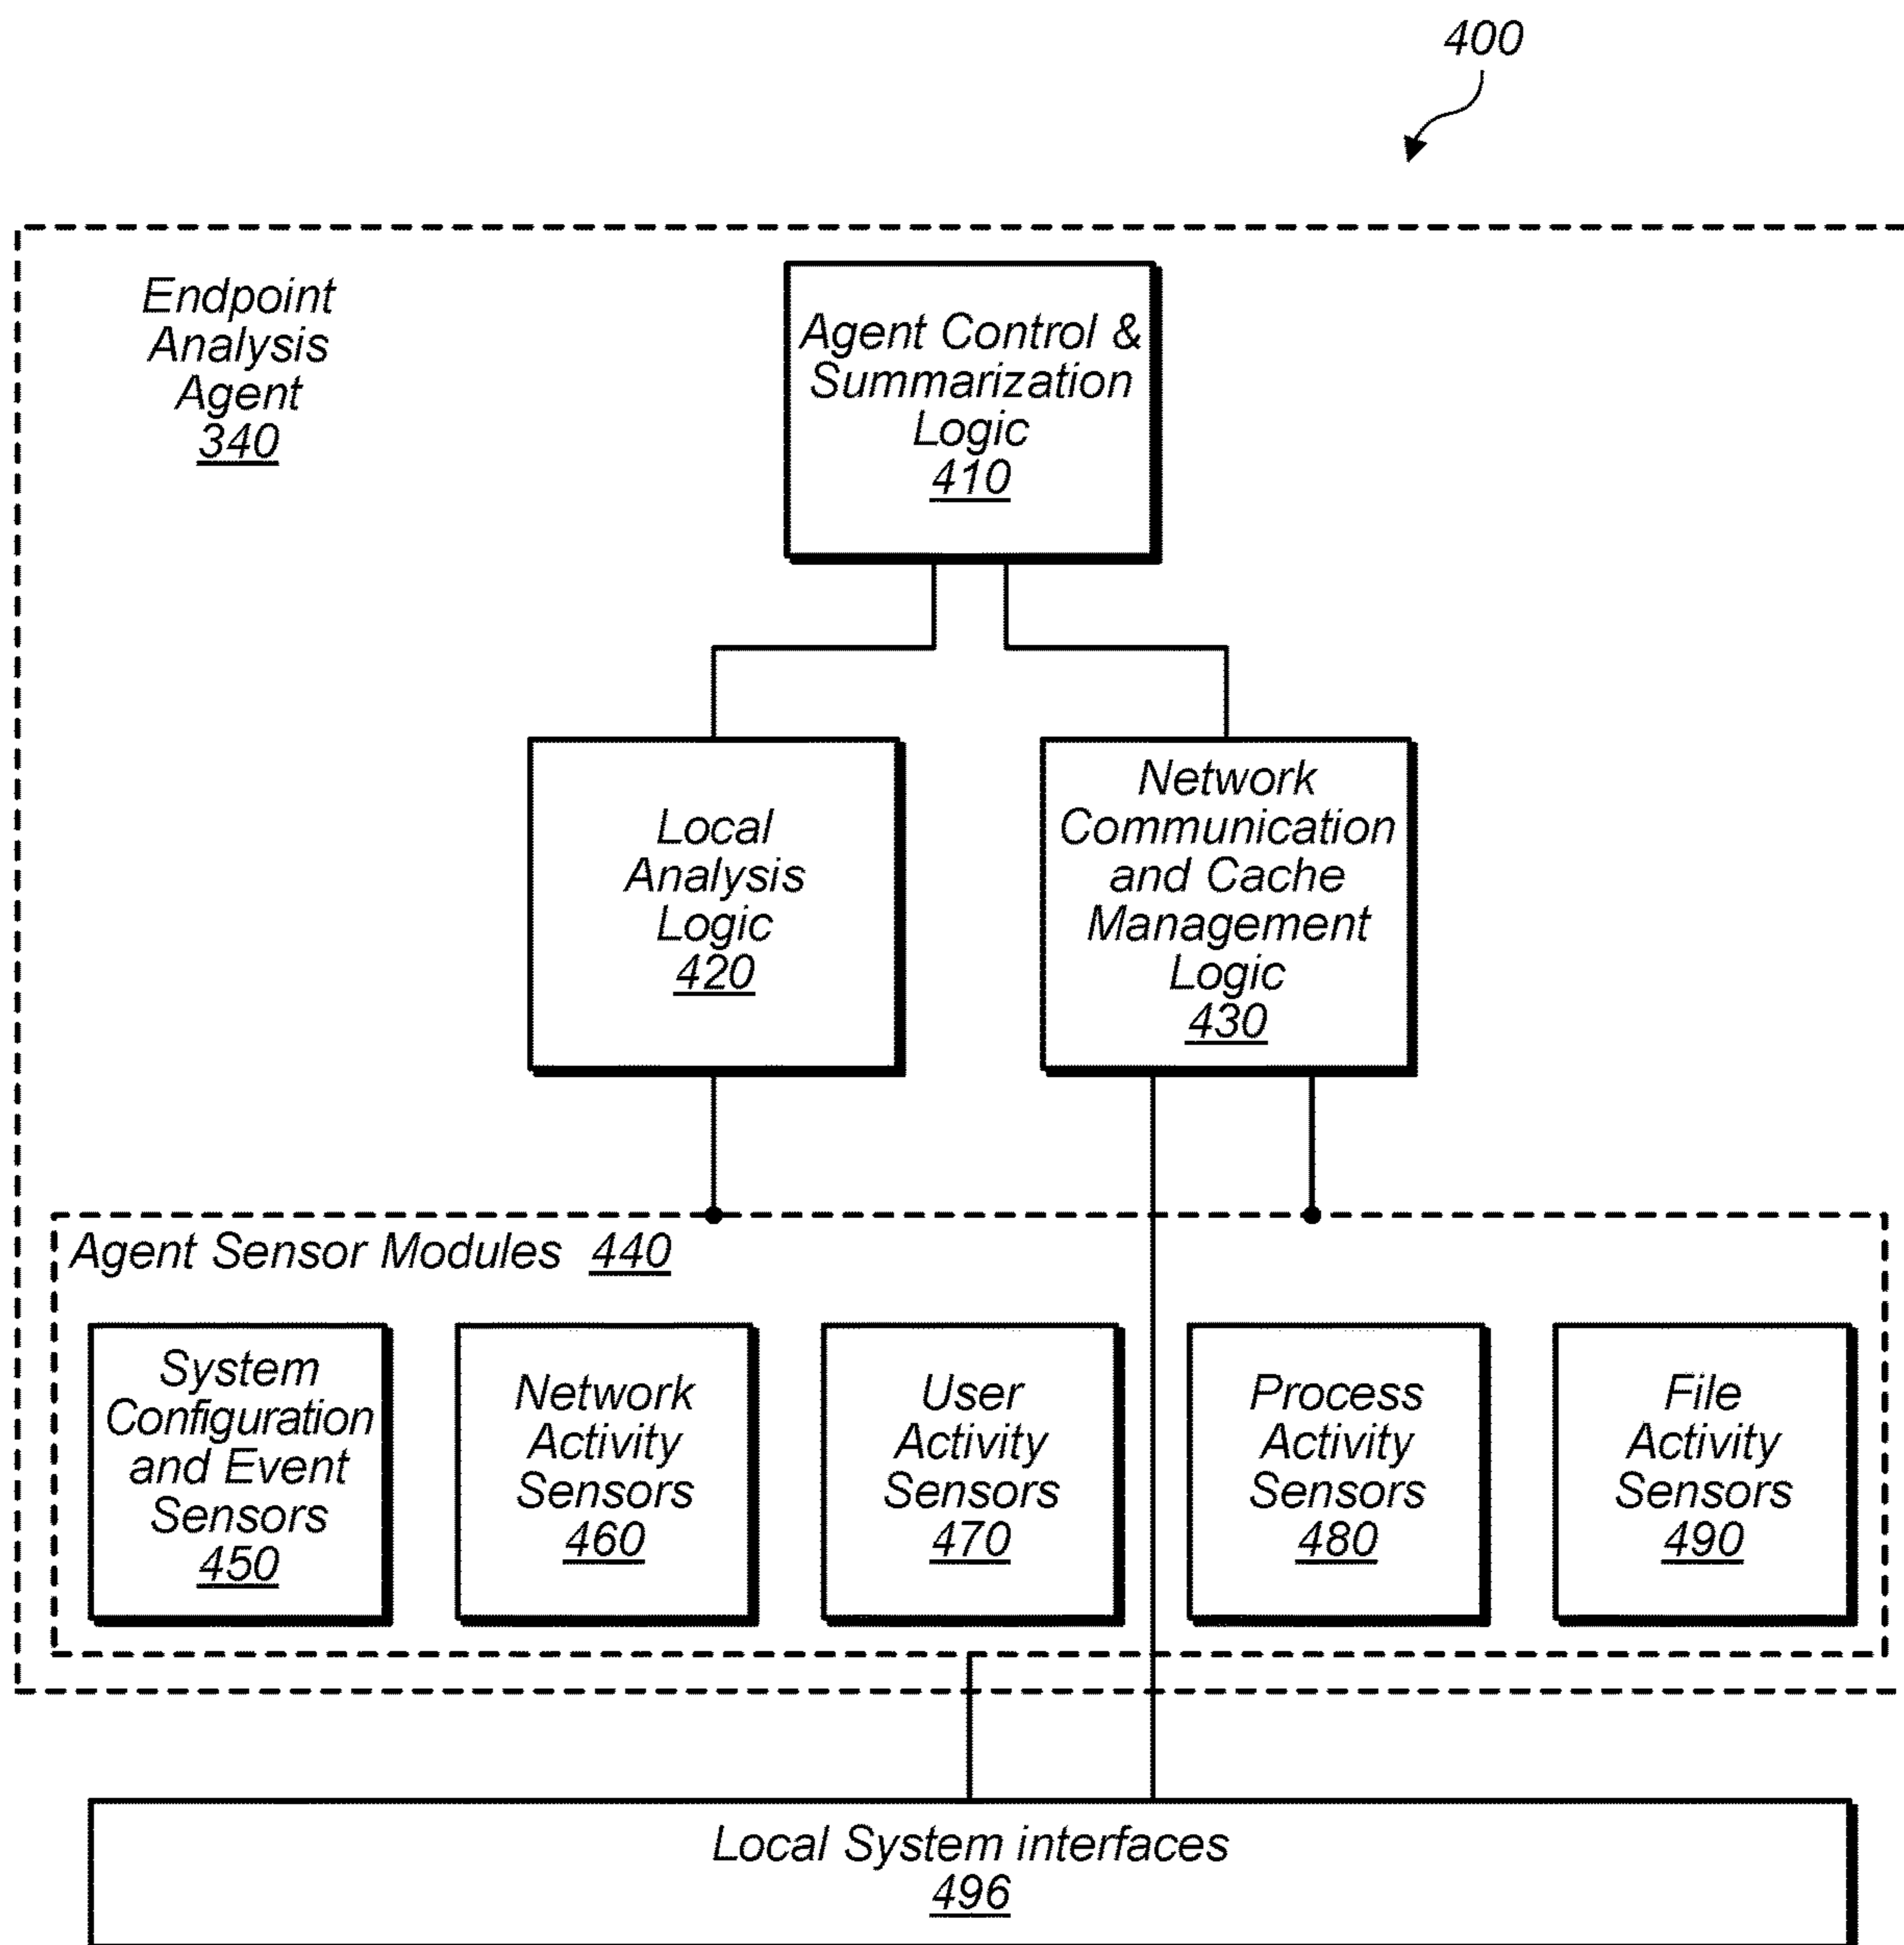 400
Endpoint
Analysis
Agent
340
Agent Control &
Summarization
Logic
410
Local
Analysis
Logic
420
Network
Communication
and Cache
Management
Logic
430
Agent Sensor Modules 440
System
Configuration
and Event
Sensors
450
Network
Activity
Sensors
460
User
Activity
Sensors
470
Process
Activity
Sensors
480
File
Activity
Sensors
490
Local System interfaces
496